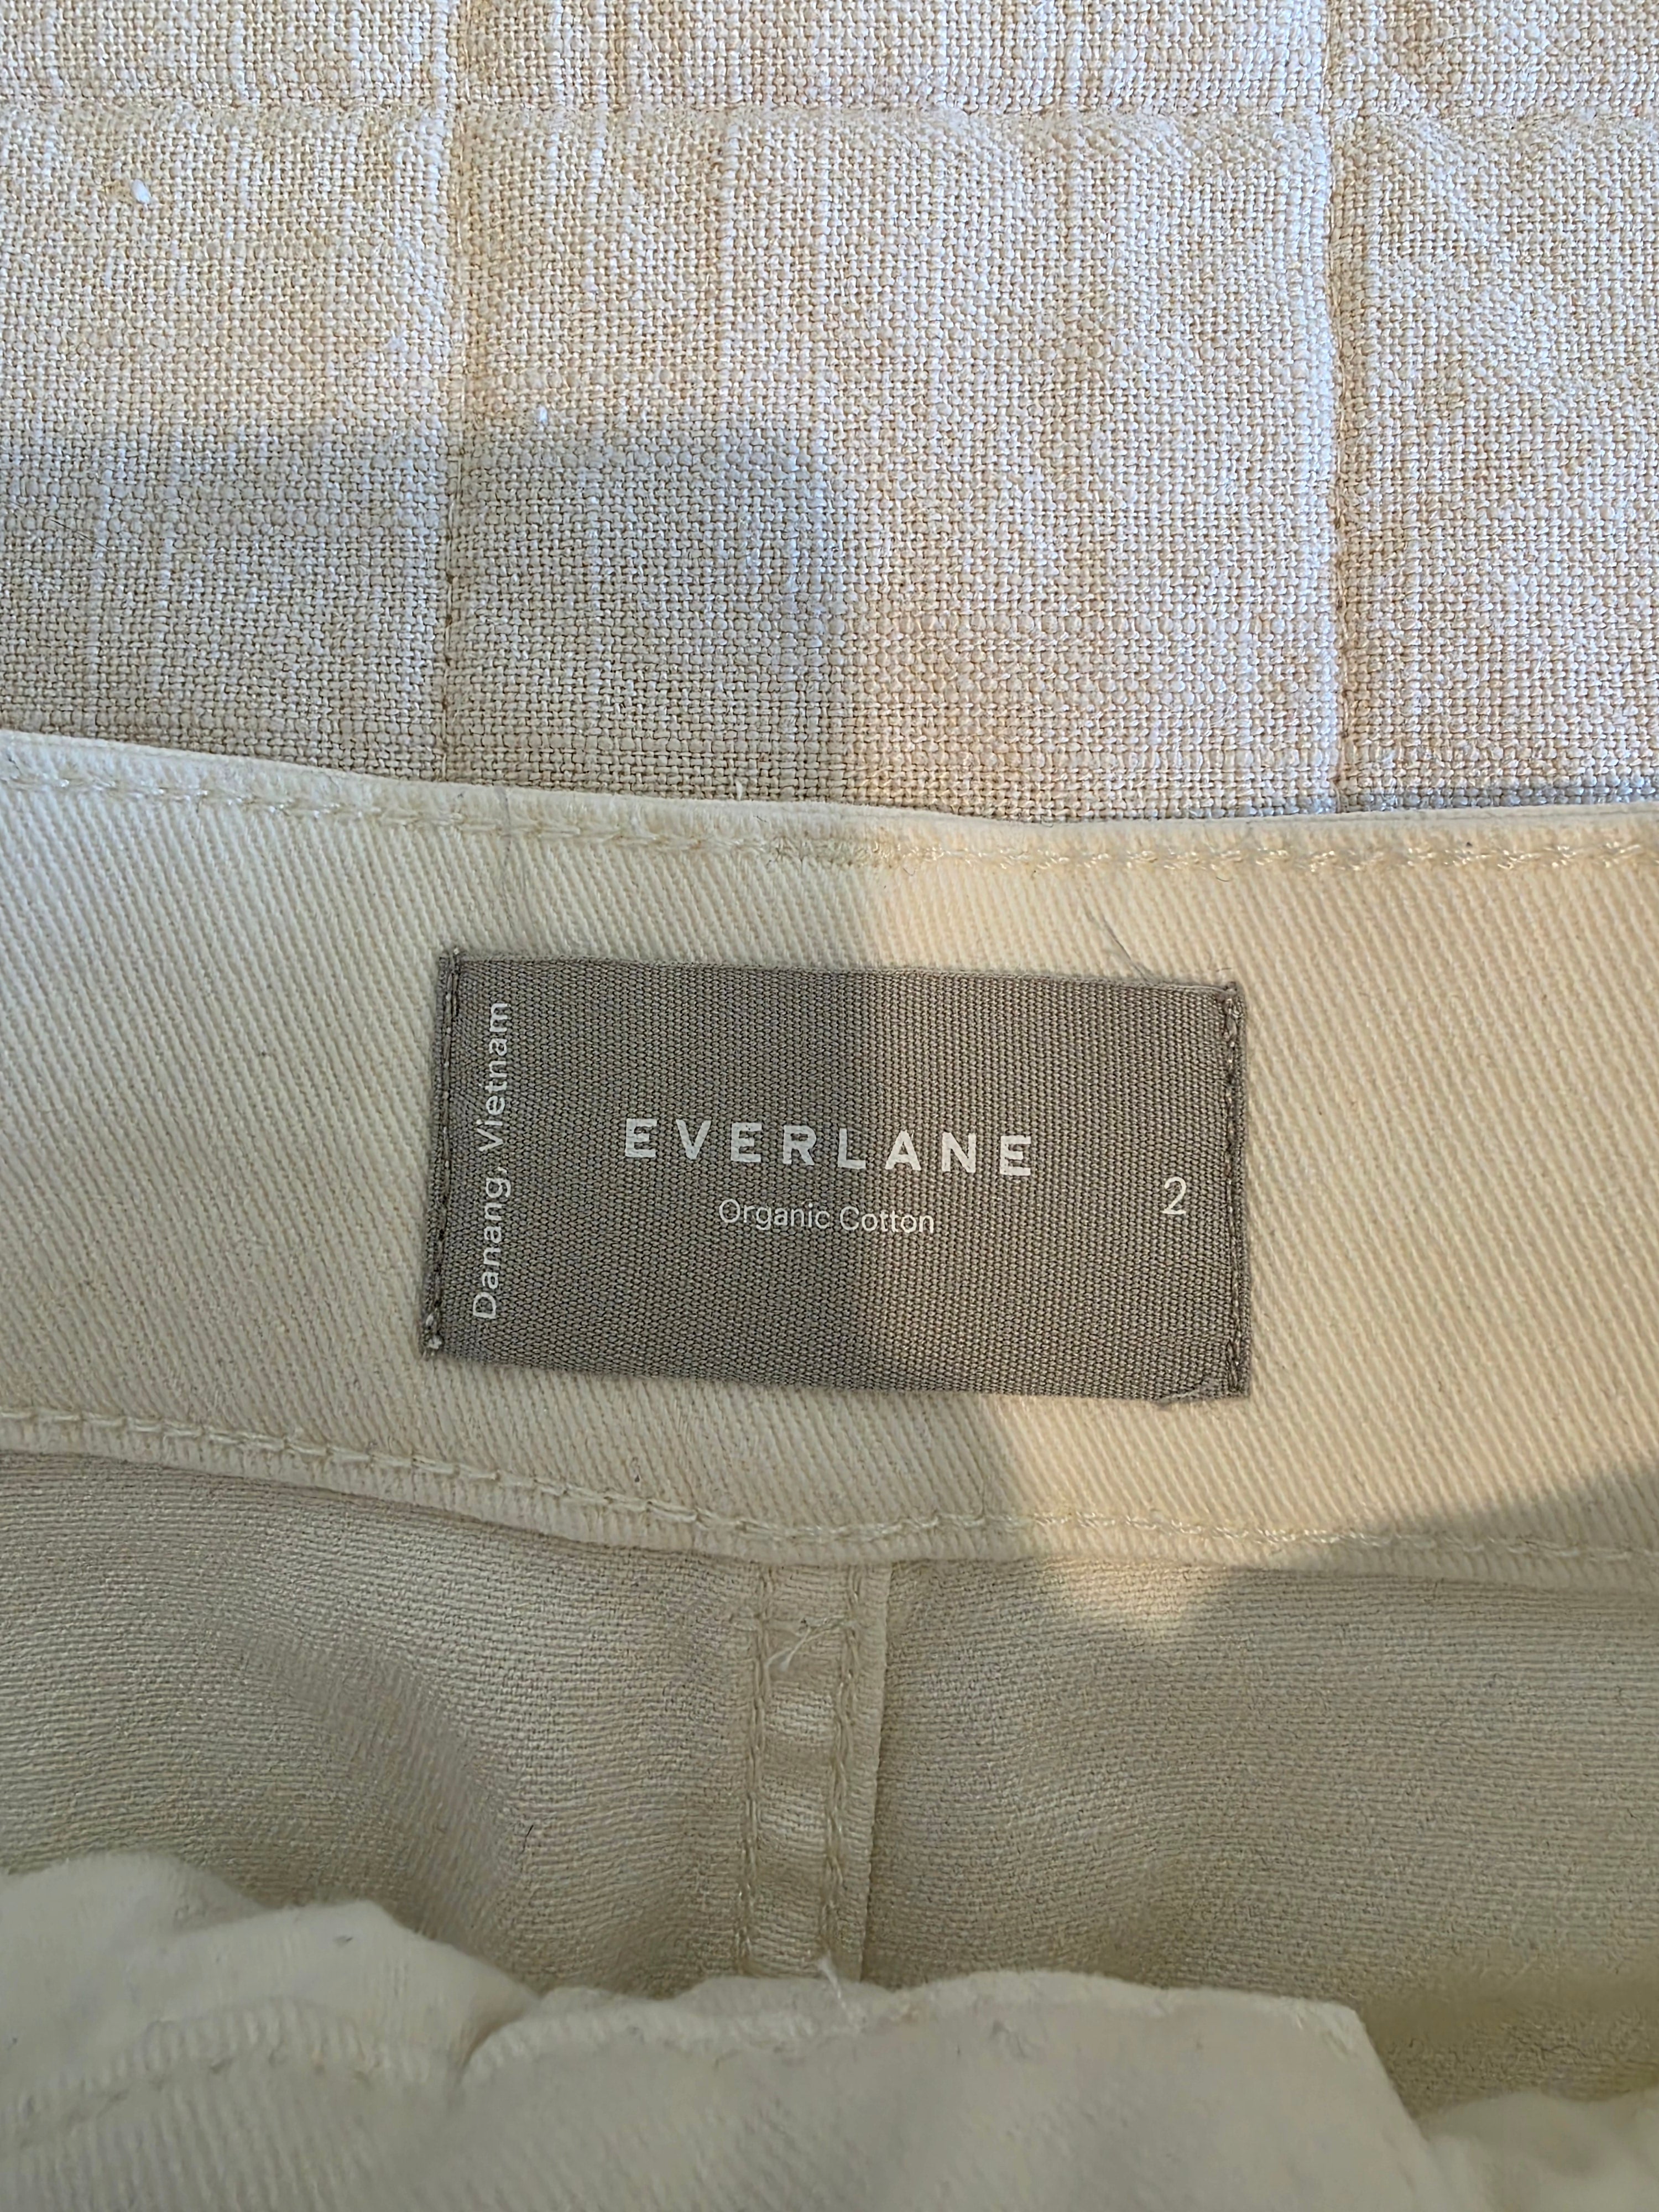 Danang, Vietnam
EVERLANE
Organic Cotton
2